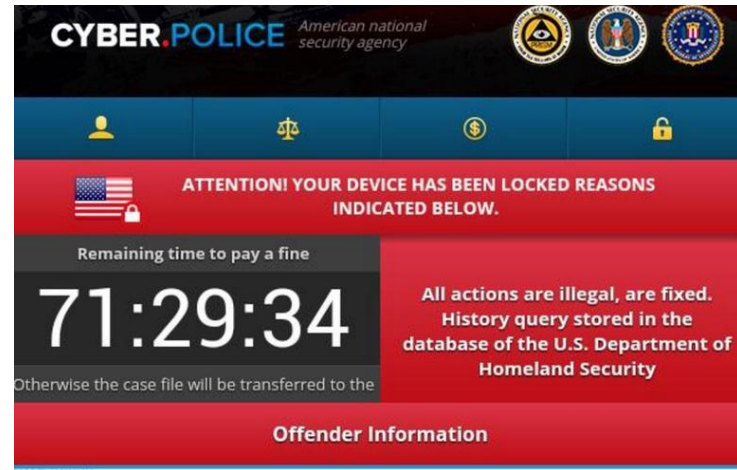 CYBER.POLICE American national
security agency
ATTENTION! YOUR DEVICE HAS BEEN LOCKED REASONS
INDICATED BELOW.
Remaining time to pay a fine
71:29:34
Otherwise the case file will be transferred to the
All actions are illegal, are fixed.
History query stored in the
database of the U.S. Department of
Homeland Security
Offender Information